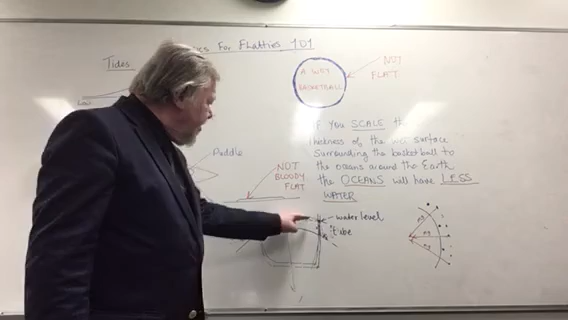 Physics For Flatties 101
Tides
Low
A WET
BASKETBALL
NOT
FLAT
Puddle
NOT
BLOODY
FLAT
IF YOU SCALE the
thickness of the wet surface
surrounding the basketball to
the oceans around the Earth
the OCEANS will have LESS
WATER
water level
tube